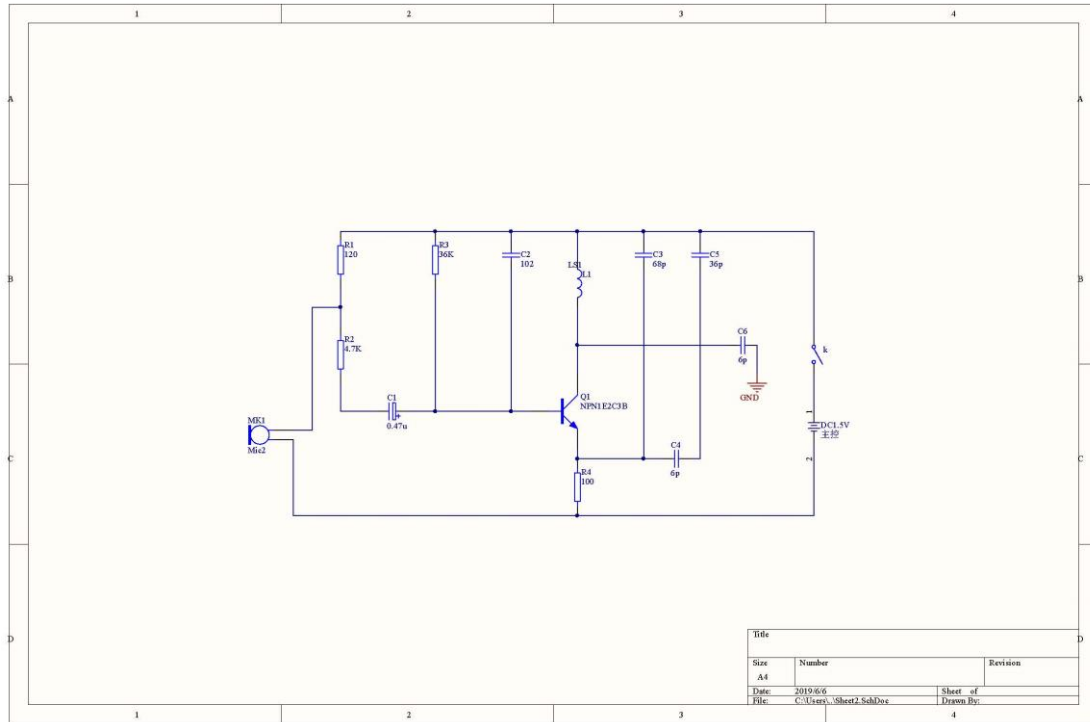 1 2 3 4
A A
R1
120
R3
36K
C2
102
LS1
L1
C3
68p
C5
36p
B B
R2
4.7K
C6
6p
k
GND
C1
+
0.47u
Q1
NPN1E2C3B
MK1
Mic2
1
DC1.5V
主控
2
C4
6p
C C
R4
100
D D
Title
Size Number Revision
A4
Date: 2019/6/6 Sheet of
File: C:\Users\..\Sheet2.SchDoc Drawn By:
1 2 3 4